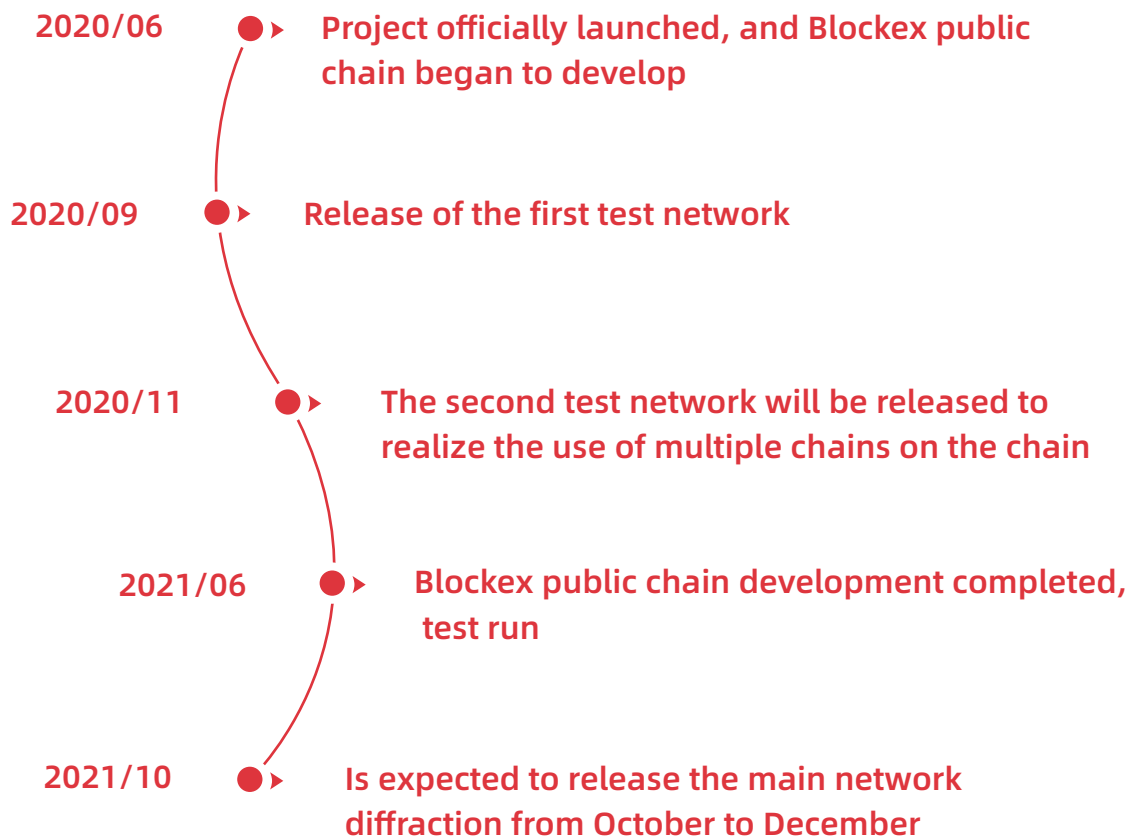 2020/06
Project officially launched, and Blockex public
chain began to develop
2020/09
Release of the first test network
2020/11
The second test network will be released to
realize the use of multiple chains on the chain
2021/06
Blockex public chain development completed,
test run
2021/10
Is expected to release the main network
diffraction from October to December